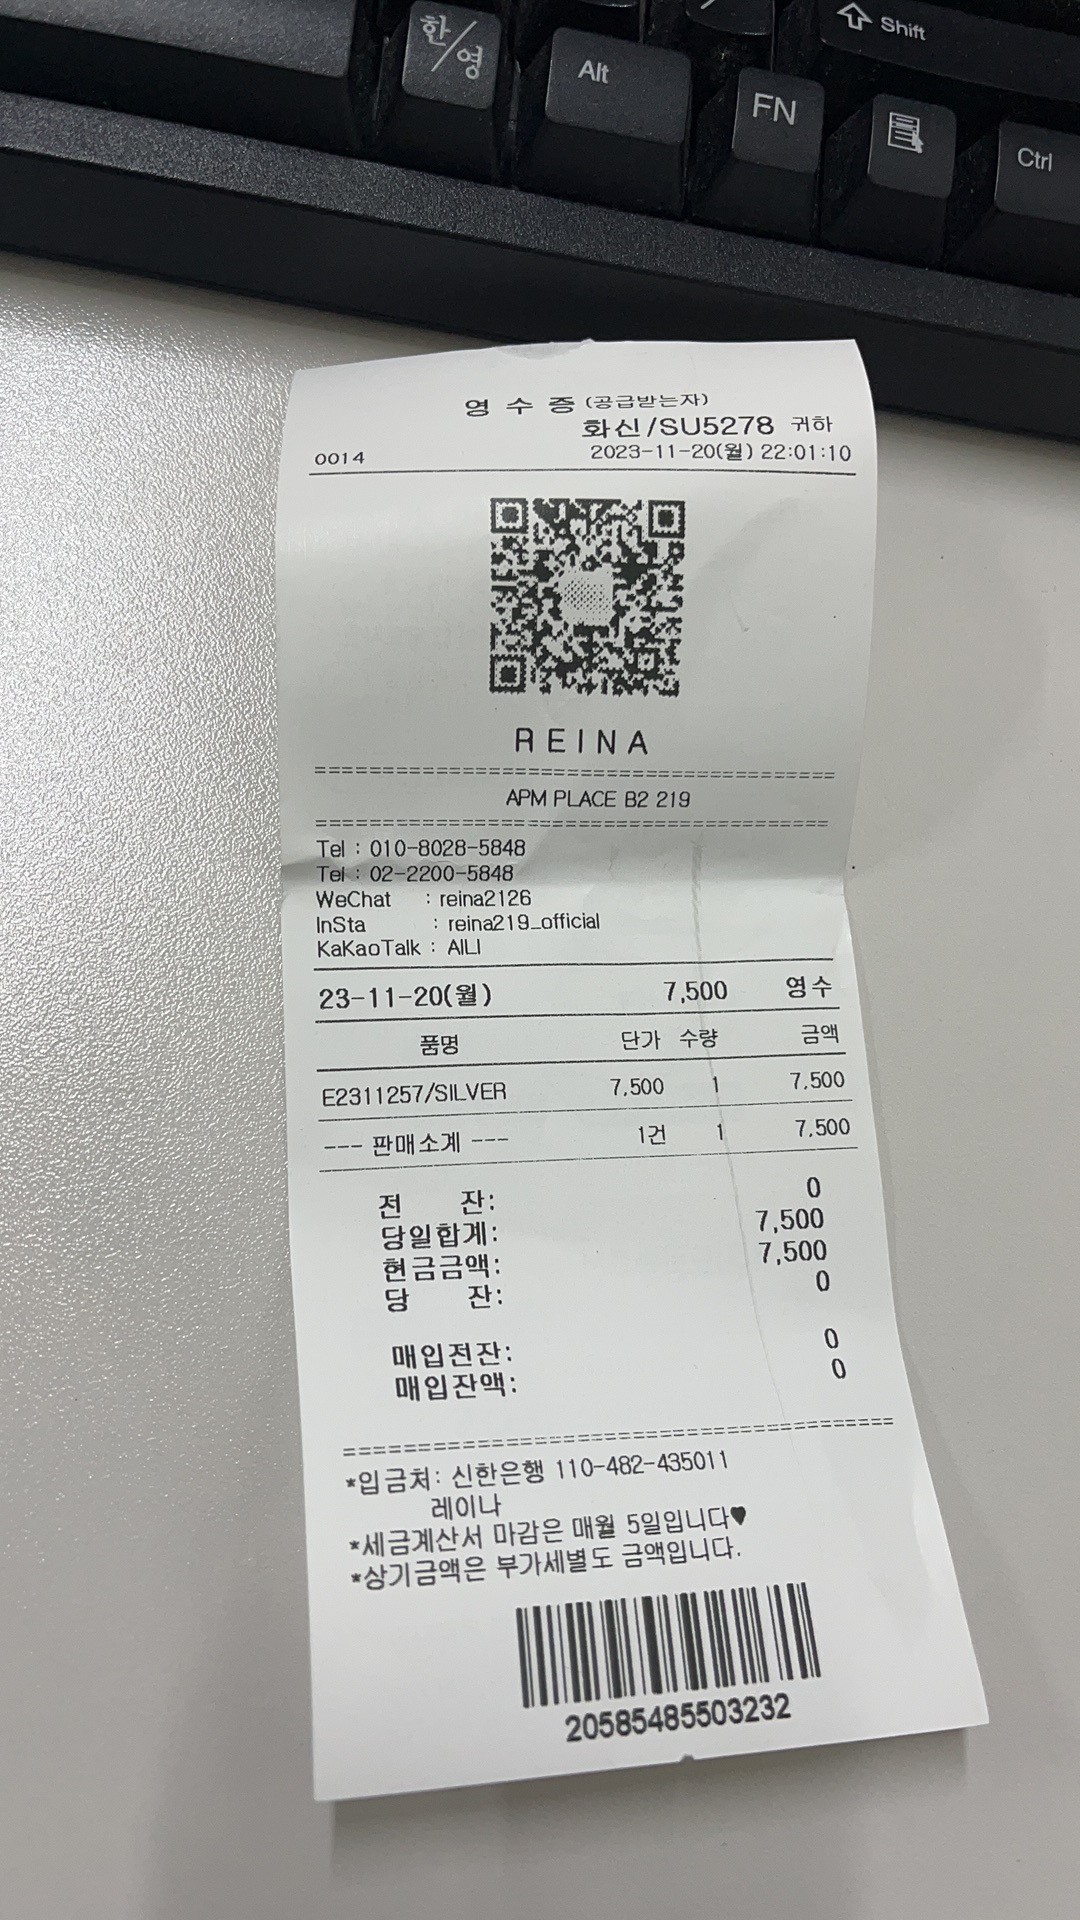 한/영
Alt
FN
Shift
Ctrl
영 수 증 (공급받는자)
화신/SU5278 귀하
0014 2023-11-20(월) 22:01:10
REINA
===================================
APM PLACE B2 219
===================================
Tel : 010-8028-5848
Tel : 02-2200-5848
WeChat : reina2126
InSta : reina219_official
KaKaoTalk : AILI
23-11-20(월) 7,500 영수
품명 단가 수량 금액
E2311257/SILVER 7,500 1 7,500
--- 판매소계 --- 1건 1 7,500
전 잔: 0
당일합계: 7,500
현금금액: 7,500
당 잔: 0
매입전잔: 0
매입잔액: 0
===================================
*입금처: 신한은행 110-482-435011
레이나
*세금계산서 마감은 매월 5일입니다♥
*상기금액은 부가세별도 금액입니다.
20585485503232